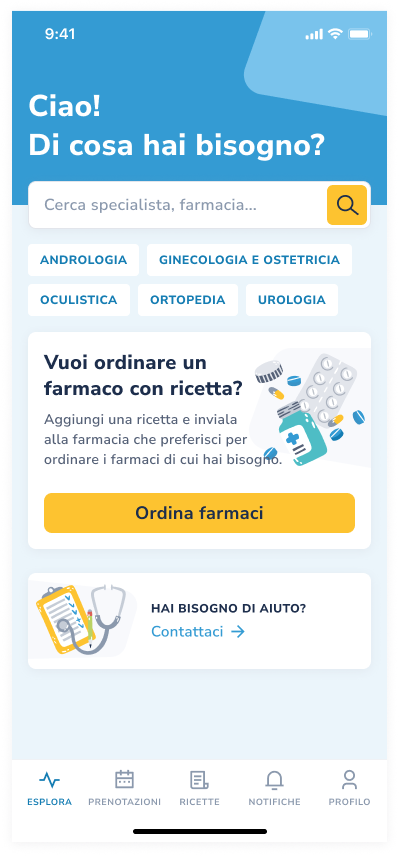 9:41
Ciao!
Di cosa hai bisogno?
Cerca specialista, farmacia...
ANDROLOGIA
GINECOLOGIA E OSTETRICIA
OCULISTICA
ORTOPEDIA
UROLOGIA
Vuoi ordinare un
farmaco con ricetta?
Aggiungi una ricetta e inviala
alla farmacia che preferisci per
ordinare i farmaci di cui hai bisogno.
Ordina farmaci
HAI BISOGNO DI AIUTO?
Contattaci
ESPLORA
PRENOTAZIONI
RICETTE
NOTIFICHE
PROFILO